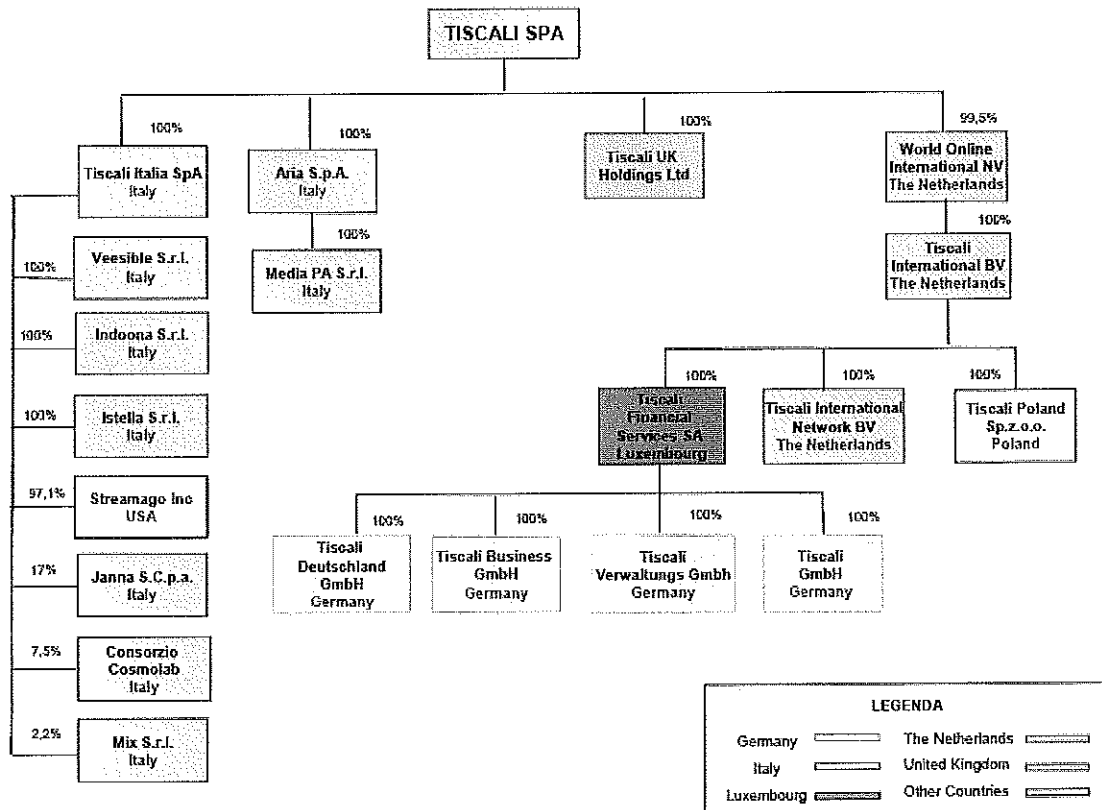 TISCALI SPA
100%
100%
100%
99,5%
Tiscali Italia SpA
Italy
Aria S.p.A.
Italy
Tiscali UK
Holdings Ltd
World Online
International NV
The Netherlands
100%
100%
100%
Veesible S.r.l.
Italy
Media PA S.r.l.
Italy
Tiscali
International BV
The Netherlands
100%
Indoona S.r.l.
Italy
100%
100%
100%
100%
Istella S.r.l.
Italy
Tiscali
Financial
Services SA
Luxembourg
Tiscali International
Network BV
The Netherlands
Tiscali Poland
Sp.z.o.o.
Poland
97,1%
Streamago Inc
USA
100%
100%
100%
100%
17%
Janna S.C.p.a.
Italy
Tiscali
Deutschland
GmbH
Germany
Tiscali Business
GmbH
Germany
Tiscali
Verwaltungs Gmbh
Germany
Tiscali
GmbH
Germany
7,5%
Consorzio
Cosmolab
Italy
2,2%
Mix S.r.l.
Italy
LEGENDA
Germany
The Netherlands
Italy
United Kingdom
Luxembourg
Other Countries